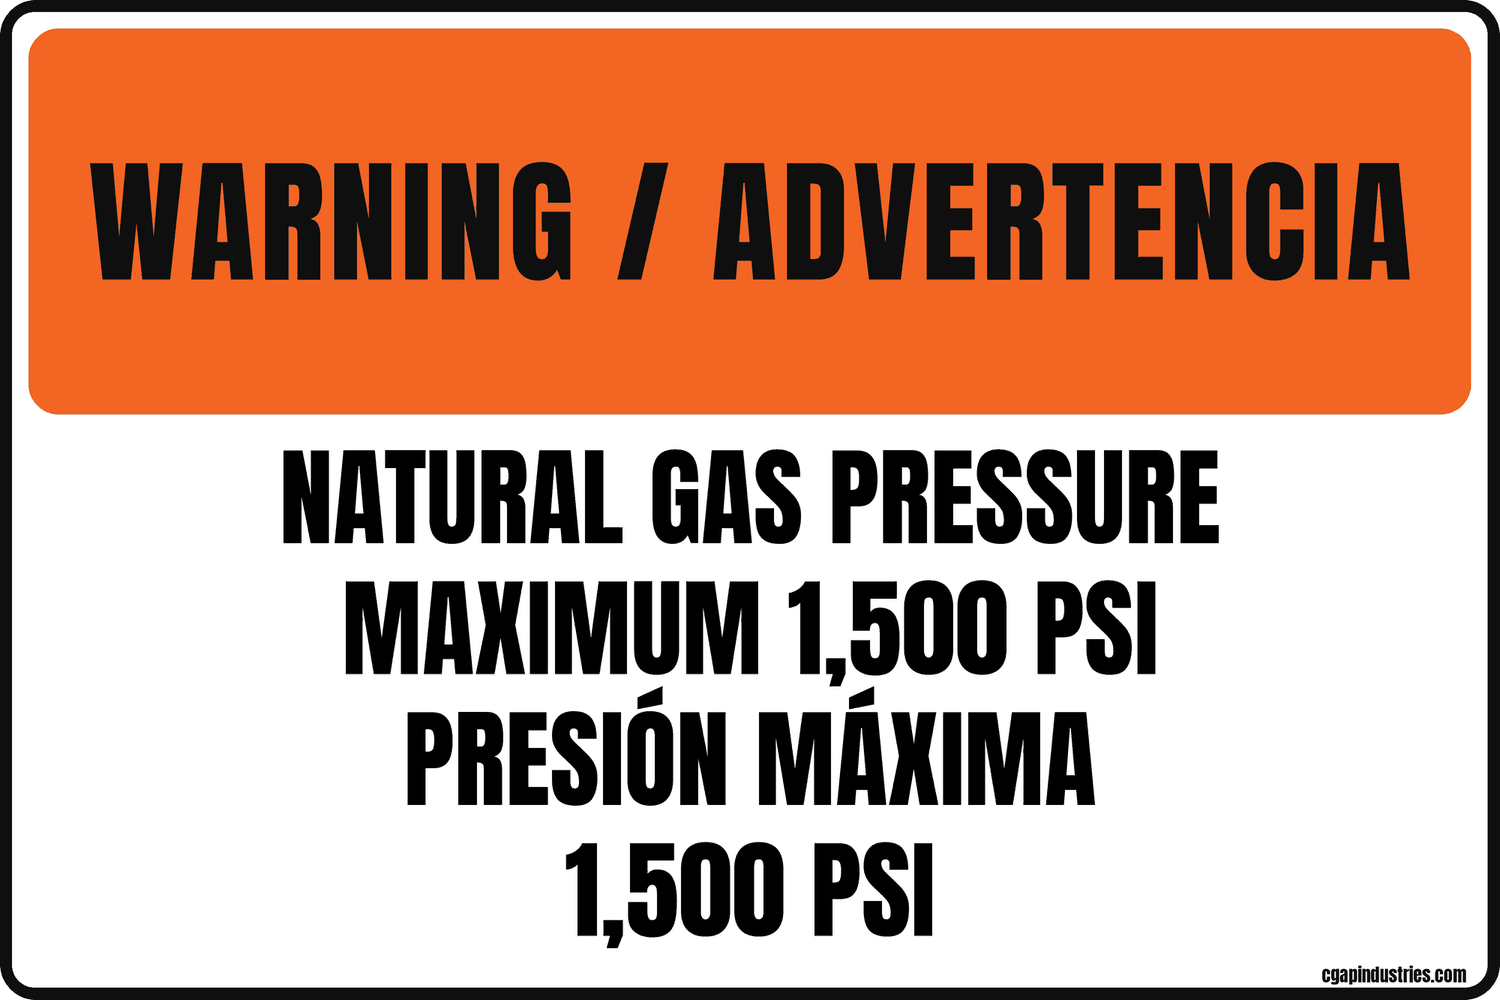 WARNING / ADVERTENCIA
NATURAL GAS PRESSURE
MAXIMUM 1,500 PSI
PRESIÓN MÁXIMA
1,500 PSI
cgapindustries.com